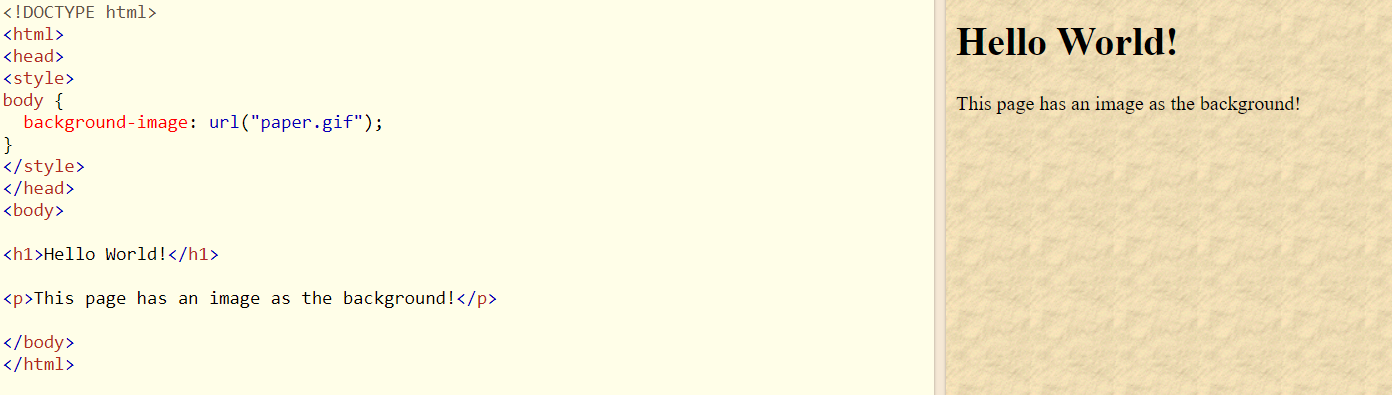 <!DOCTYPE html>
<html>
<head>
<style>
body {
  background-image: url("paper.gif");
}
</style>
</head>
<body>
<h1>Hello World!</h1>
<p>This page has an image as the background!</p>
</body>
</html>
Hello World!
This page has an image as the background!